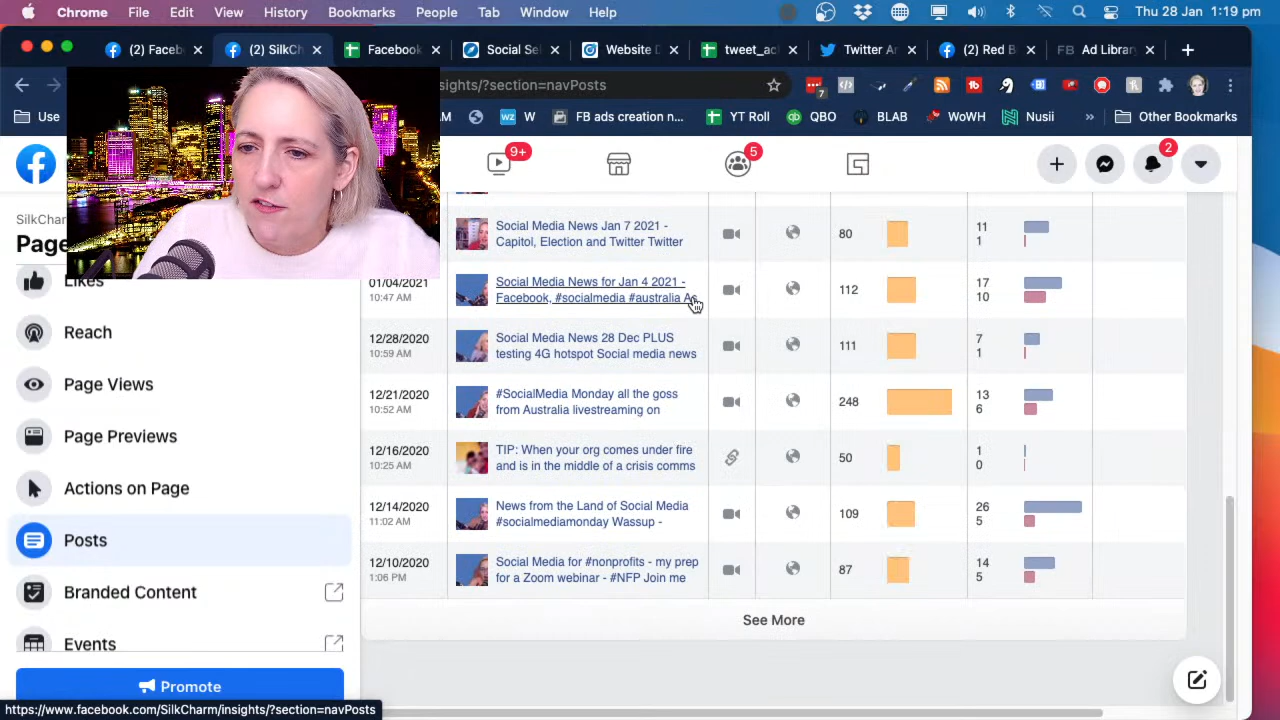 Chrome File Edit View History Bookmarks People Tab Window Help Thu 28 Jan 1:19 pm
(2) Faceb (2) SilkCh Facebook Social Sel Website D tweet_ac Twitter An (2) Red B FB Ad Library
nsights/?section=navPosts 7
Use M W FB ads creation n... YT Roll QBO BLAB WoWH Nusii » Other Bookmarks
9+ 5 2
SilkCharm
Page
Likes
Reach
Page Views
Page Previews
Actions on Page
Posts
Branded Content
Events
Promote
Social Media News Jan 7 2021 -
Capitol, Election and Twitter Twitter
80
11
1
01/04/2021
10:47 AM
Social Media News for Jan 4 2021 -
Facebook, #socialmedia #australia
112
17
10
12/28/2020
10:59 AM
Social Media News 28 Dec PLUS
testing 4G hotspot Social media news
111
7
1
12/21/2020
10:52 AM
#SocialMedia Monday all the goss
from Australia livestreaming on
248
13
6
12/16/2020
10:25 AM
TIP: When your org comes under fire
and is in the middle of a crisis comms
50
1
0
12/14/2020
11:02 AM
News from the Land of Social Media
#socialmediamonday Wassup -
109
26
5
12/10/2020
1:06 PM
Social Media for #nonprofits - my prep
for a Zoom webinar - #NFP Join me
87
14
5
See More
https://www.facebook.com/SilkCharm/insights/?section=navPosts